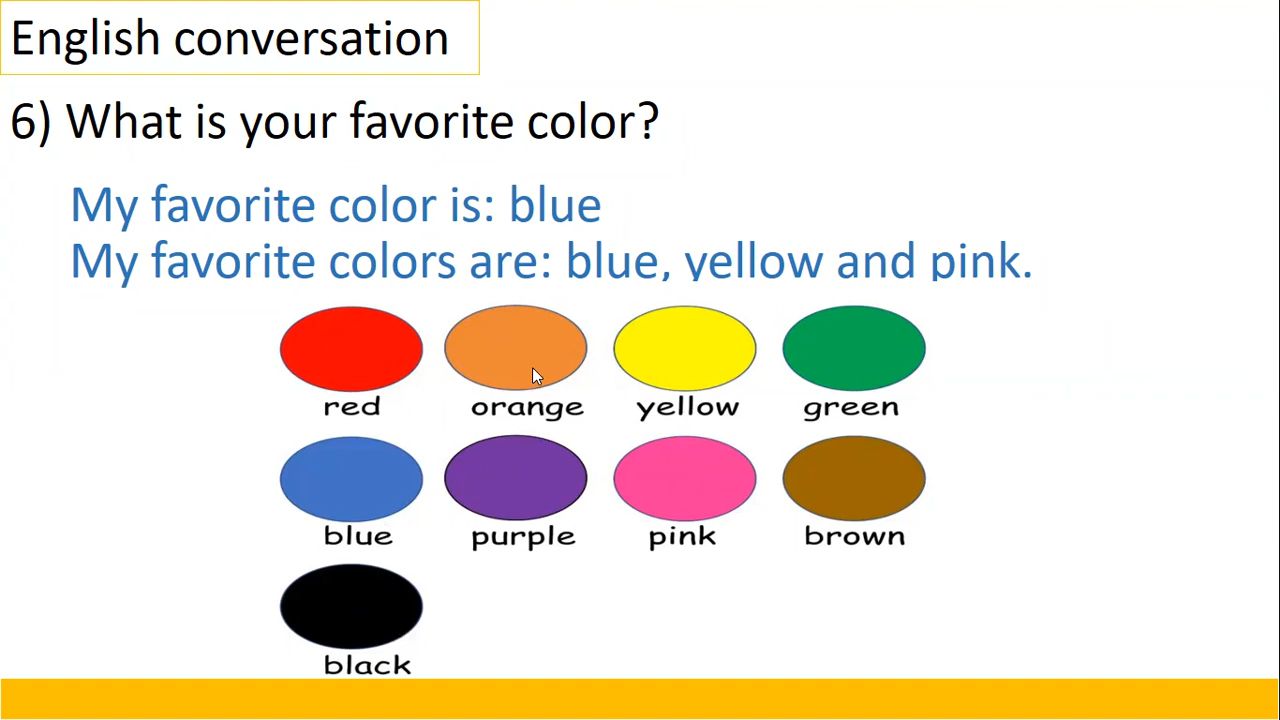 English conversation
6) What is your favorite color?
My favorite color is: blue
My favorite colors are: blue, yellow and pink.
red orange yellow green
blue purple pink brown
black